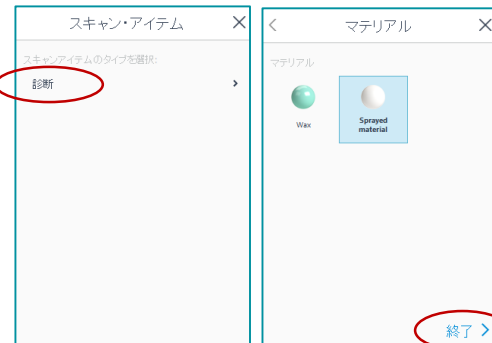 スキャン・アイテム
スキャンアイテムのタイプを選択:
診断
マテリアル
マテリアル
Wax
Sprayed
material
終了